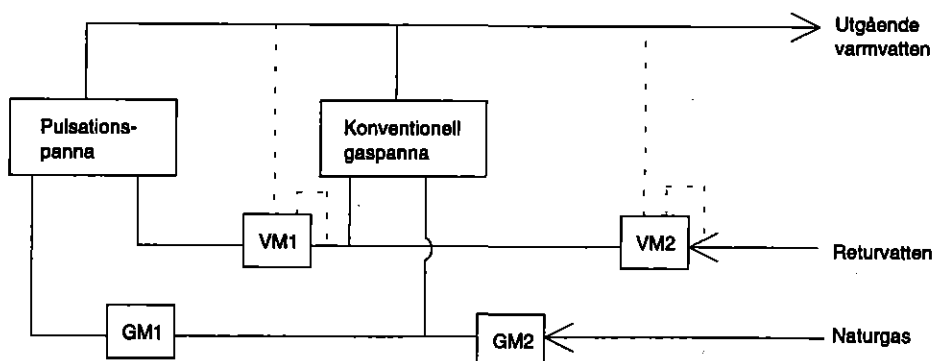 Utgående
varmvatten
Pulsations-
panna
Konventionell
gaspanna
VM1
VM2
Returvatten
GM1
GM2
Naturgas